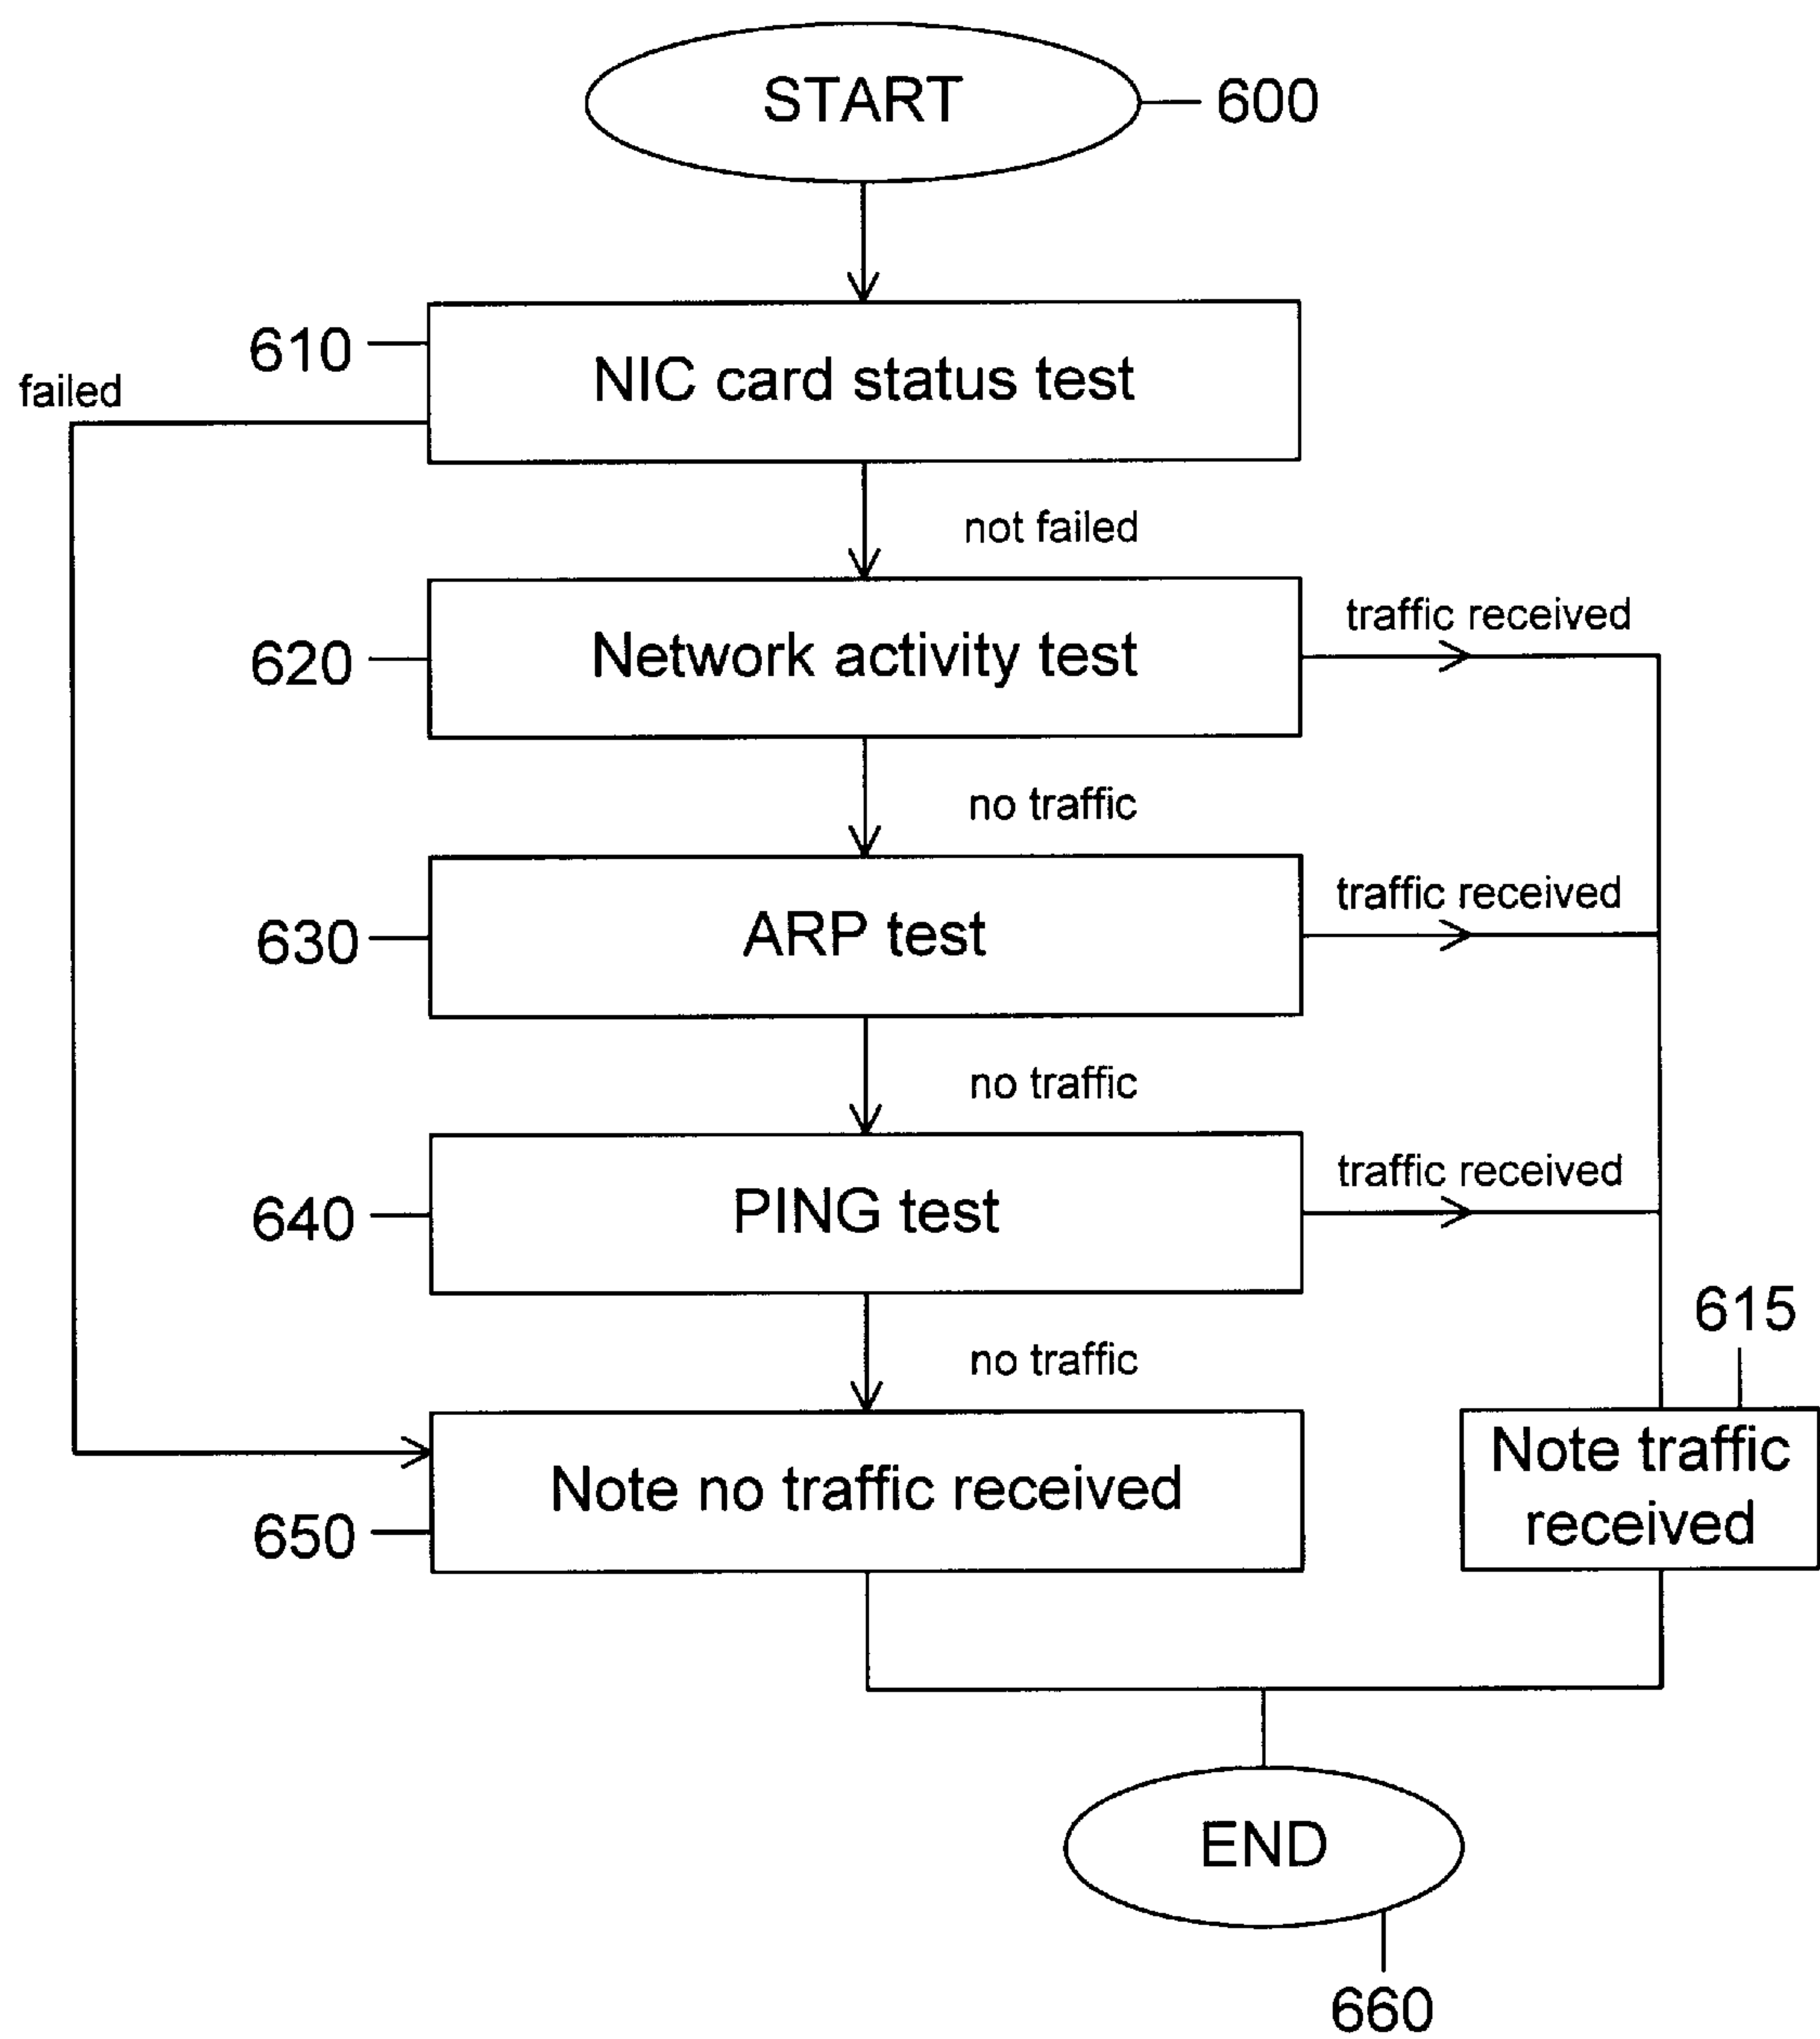 START
600
610
NIC card status test
failed
not failed
620
Network activity test
traffic received
no traffic
630
ARP test
traffic received
no traffic
640
PING test
traffic received
no traffic
615
650
Note no traffic received
Note traffic
received
END
660